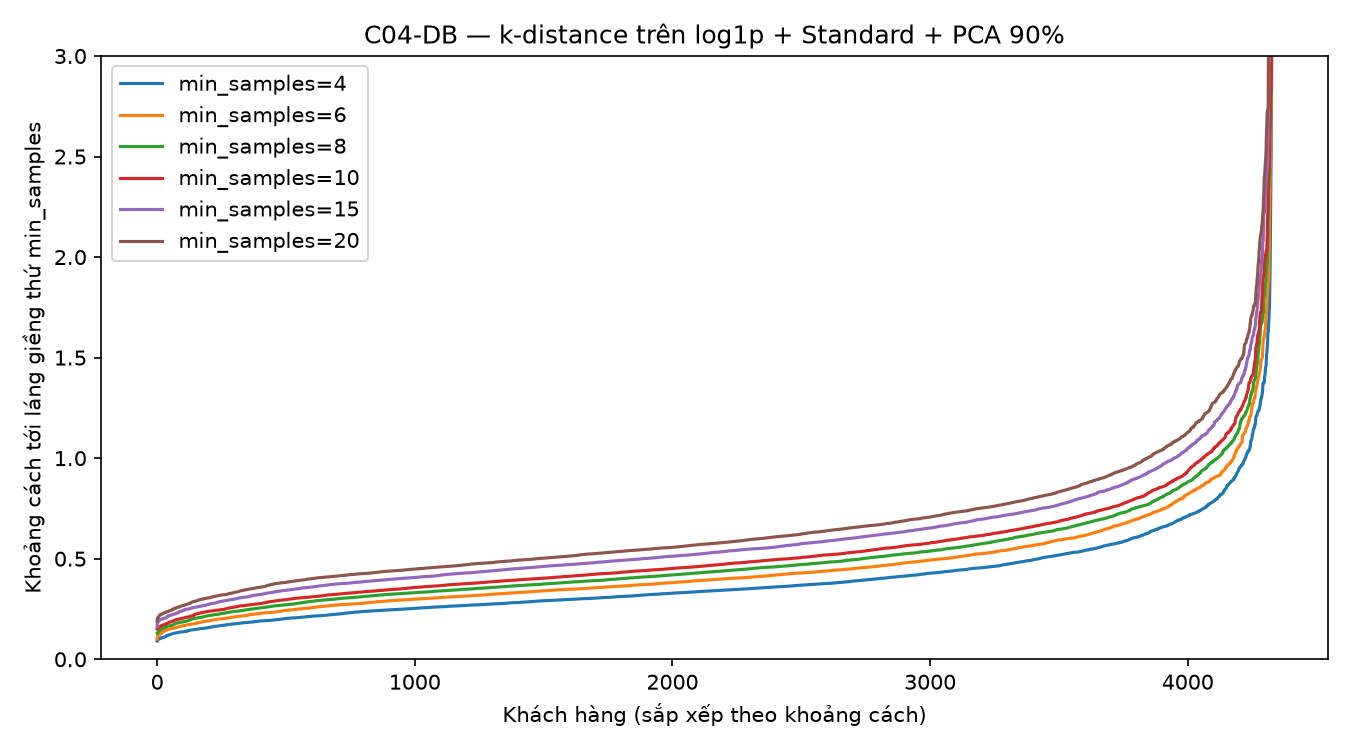 C04-DB — k-distance trên log1p + Standard + PCA 90%
Khoảng cách tới láng giềng thứ min_samples
3.0
2.5
2.0
1.5
1.0
0.5
0.0
min_samples=4
min_samples=6
min_samples=8
min_samples=10
min_samples=15
min_samples=20
0
1000
2000
3000
4000
Khách hàng (sắp xếp theo khoảng cách)